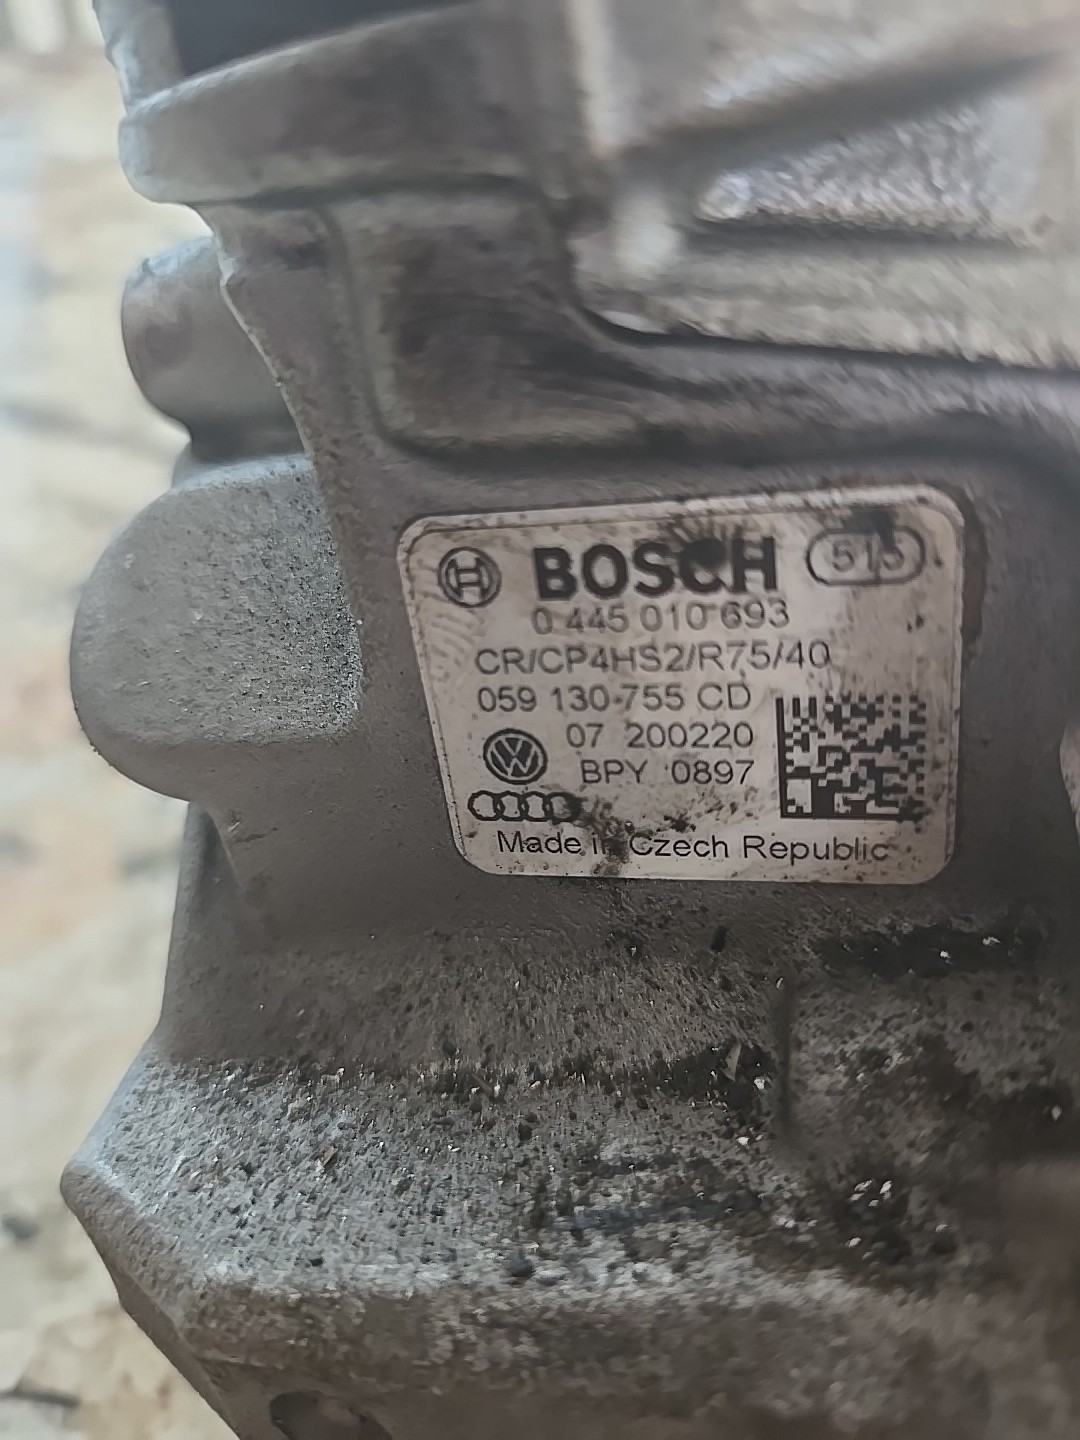 BOSCH 515
0 445 010 693
CR/CP4HS2/R75/40
059 130 755 CD
07 200220
BPY 0897
Made in Czech Republic